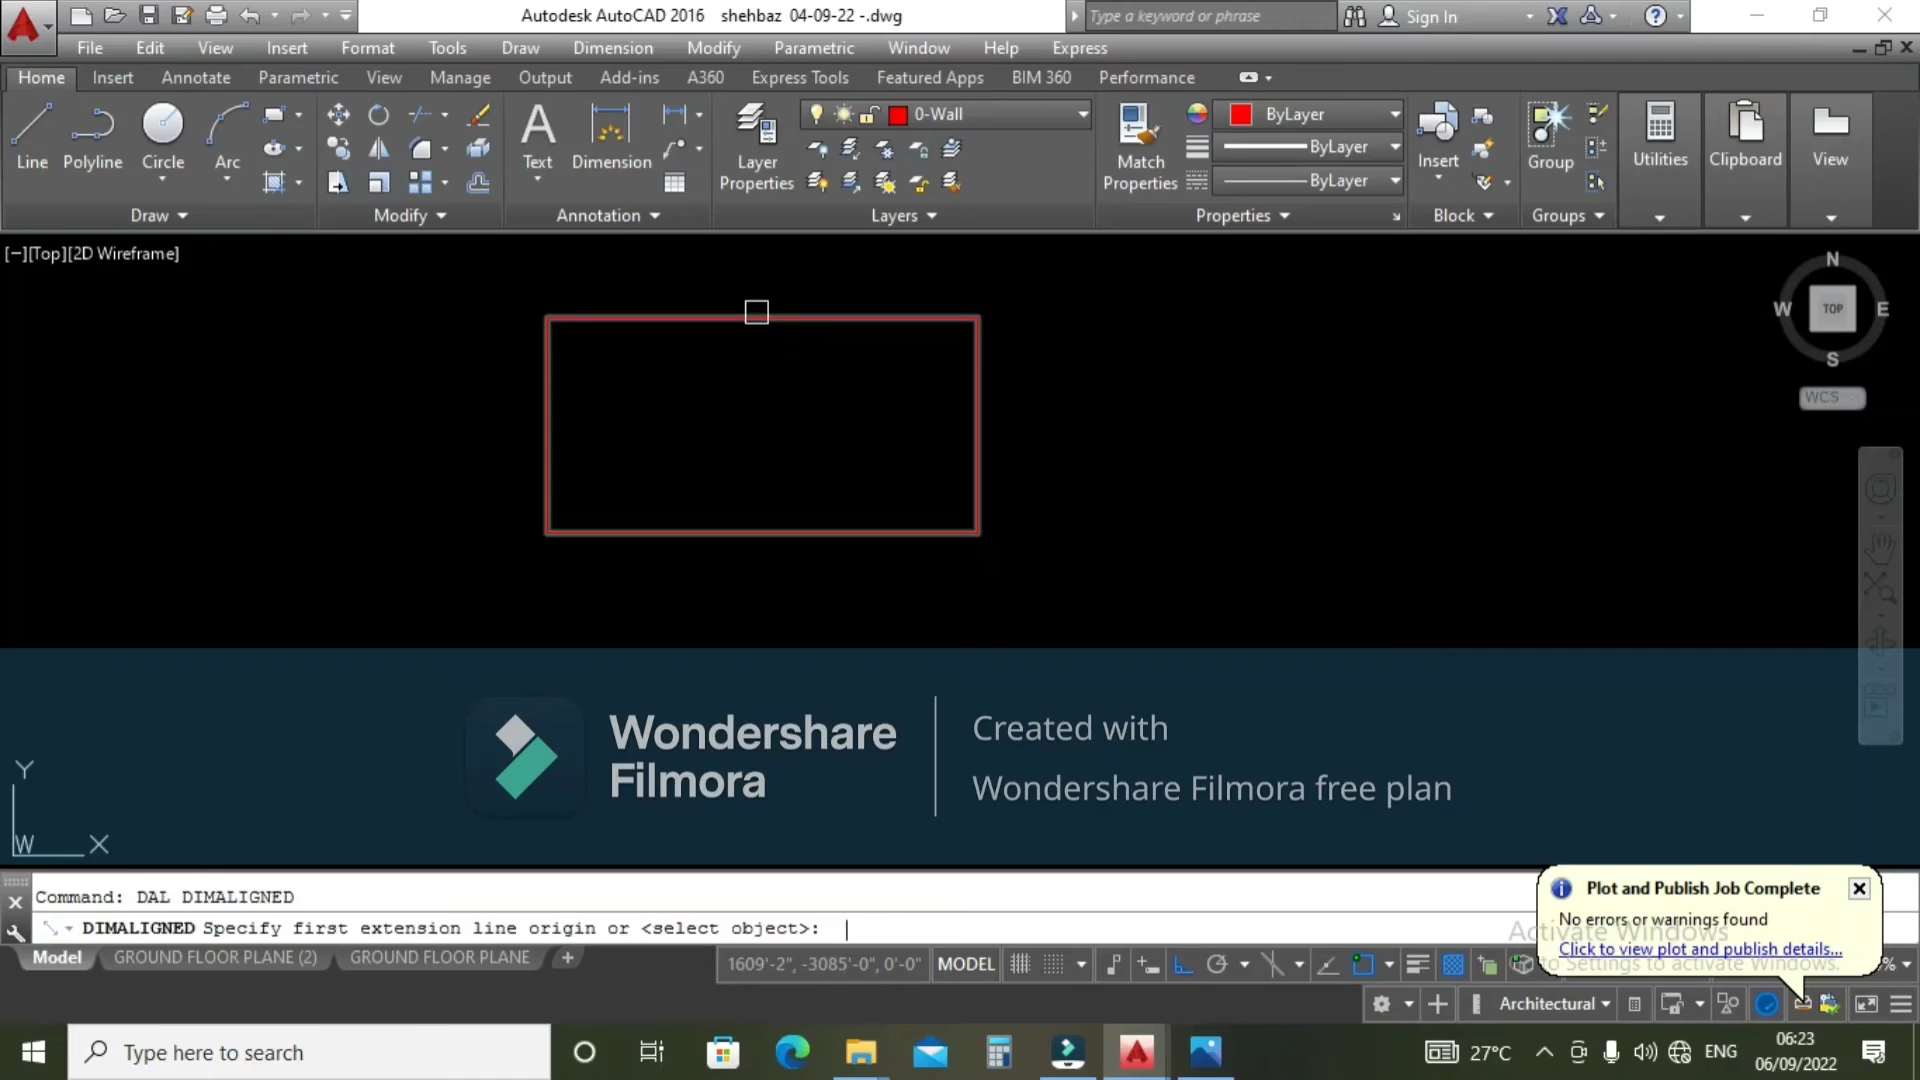 Autodesk AutoCAD 2016 shehbaz 04-09-22 -.dwg
Type a keyword or phrase
Sign In
File Edit View Insert Format Tools Draw Dimension Modify Parametric Window Help Express
Home Insert Annotate Parametric View Manage Output Add-ins A360 Express Tools Featured Apps BIM 360 Performance
Line Polyline Circle Arc
Text Dimension
Layer Properties
0-Wall
Match Properties
ByLayer
ByLayer
ByLayer
Insert
Group
Utilities
Clipboard
View
Draw Modify Annotation Layers Properties Block Groups
[−][Top][2D Wireframe]
N
W TOP E
S
WCS
Wondershare
Filmora
Created with
Wondershare Filmora free plan
Y
W X
Command: DAL DIMALIGNED
DIMALIGNED Specify first extension line origin or <select object>:
Plot and Publish Job Complete
No errors or warnings found
Activate Windows
Click to view plot and publish details...
to Settings to activate Windows.
Model GROUND FLOOR PLANE (2) GROUND FLOOR PLANE +
1609'-2", -3085'-0", 0'-0" MODEL
%
Architectural
Type here to search
27°C
ENG
06:23
06/09/2022